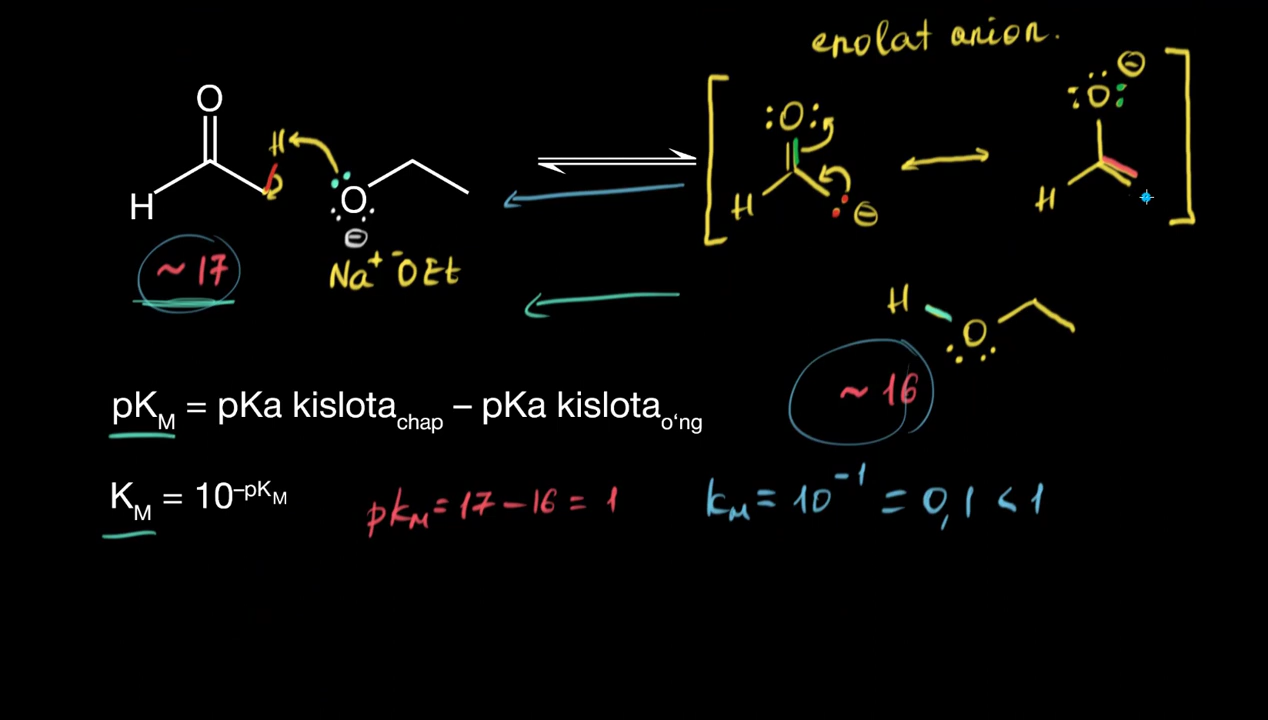 enolat anion.
O
H
H
O
⊖
~ 17
Na⁺ ⁻OEt
:O:
H
⊖
:O: ⊖
H
H
O
~ 16
pK_M = pKa kislota_chap – pKa kislota_o‘ng
K_M = 10^–pK_M
pK_M = 17 – 16 = 1
K_M = 10⁻¹ = 0,1 < 1